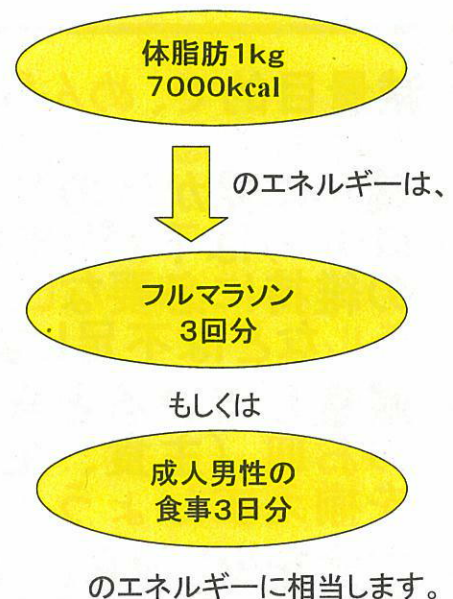 体脂肪1kg
7000kcal
のエネルギーは、
フルマラソン
3回分
もしくは
成人男性の
食事3日分
のエネルギーに相当します。